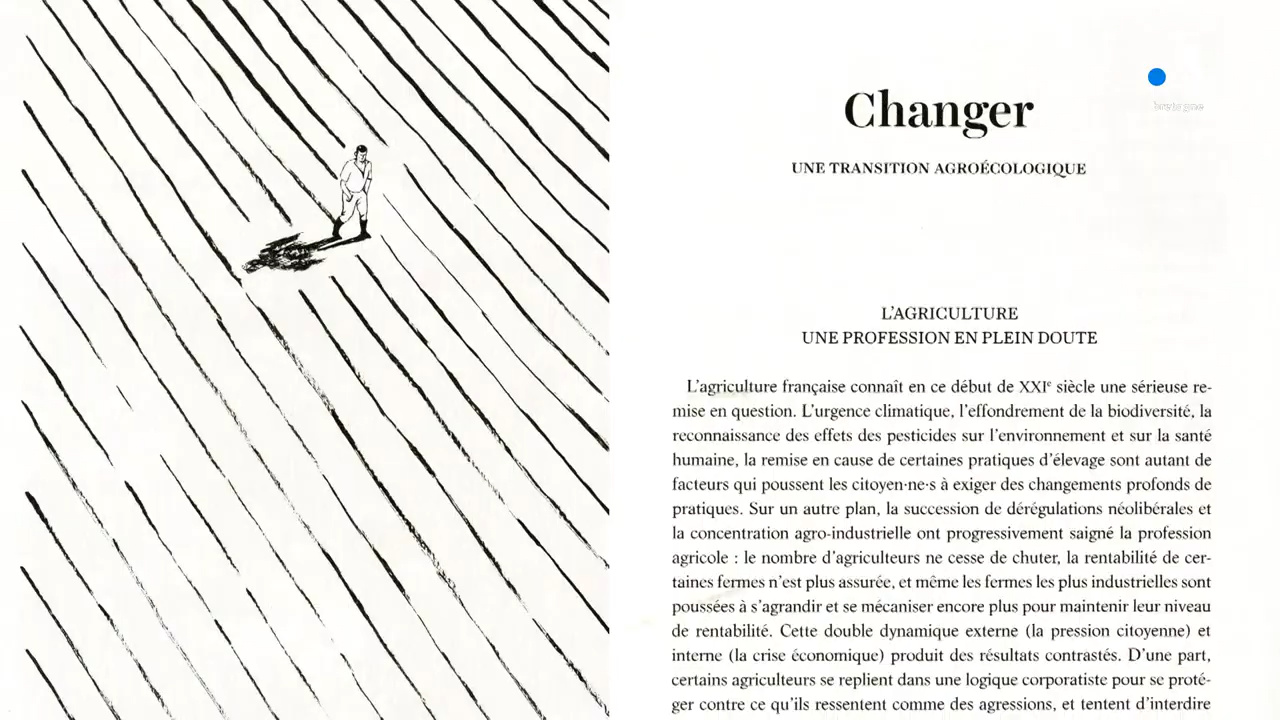 bretagne
Changer
UNE TRANSITION AGROÉCOLOGIQUE
L'AGRICULTURE
UNE PROFESSION EN PLEIN DOUTE
L'agriculture française connaît en ce début de XXIᵉ siècle une sérieuse re-
mise en question. L'urgence climatique, l'effondrement de la biodiversité, la
reconnaissance des effets des pesticides sur l'environnement et sur la santé
humaine, la remise en cause de certaines pratiques d'élevage sont autant de
facteurs qui poussent les citoyen·ne·s à exiger des changements profonds de
pratiques. Sur un autre plan, la succession de dérégulations néolibérales et
la concentration agro-industrielle ont progressivement saigné la profession
agricole : le nombre d'agriculteurs ne cesse de chuter, la rentabilité de cer-
taines fermes n'est plus assurée, et même les fermes les plus industrielles sont
poussées à s'agrandir et se mécaniser encore plus pour maintenir leur niveau
de rentabilité. Cette double dynamique externe (la pression citoyenne) et
interne (la crise économique) produit des résultats contrastés. D'une part,
certains agriculteurs se replient dans une logique corporatiste pour se proté-
ger contre ce qu'ils ressentent comme des agressions, et tentent d'interdire